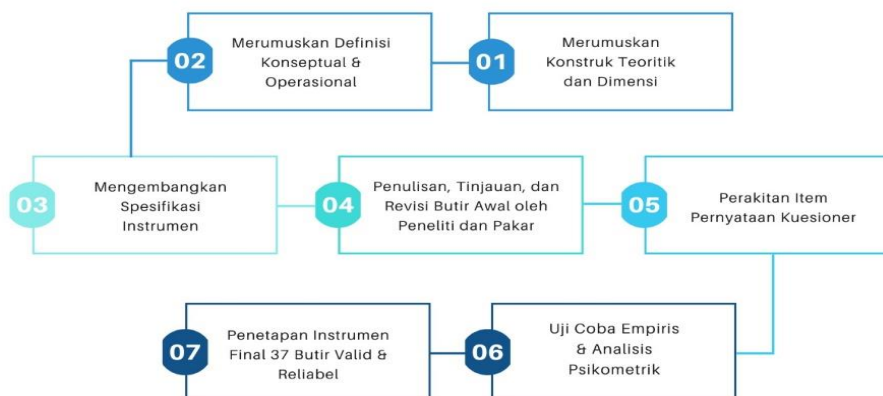 01
Merumuskan
Konstruk Teoritik
dan Dimensi
02
Merumuskan Definisi
Konseptual &
Operasional
03
Mengembangkan
Spesifikasi
Instrumen
04
Penulisan, Tinjauan, dan
Revisi Butir Awal oleh
Peneliti dan Pakar
05
Perakitan Item
Pernyataan Kuesioner
06
Uji Coba Empiris
& Analisis
Psikometrik
07
Penetapan Instrumen
Final 37 Butir Valid &
Reliabel